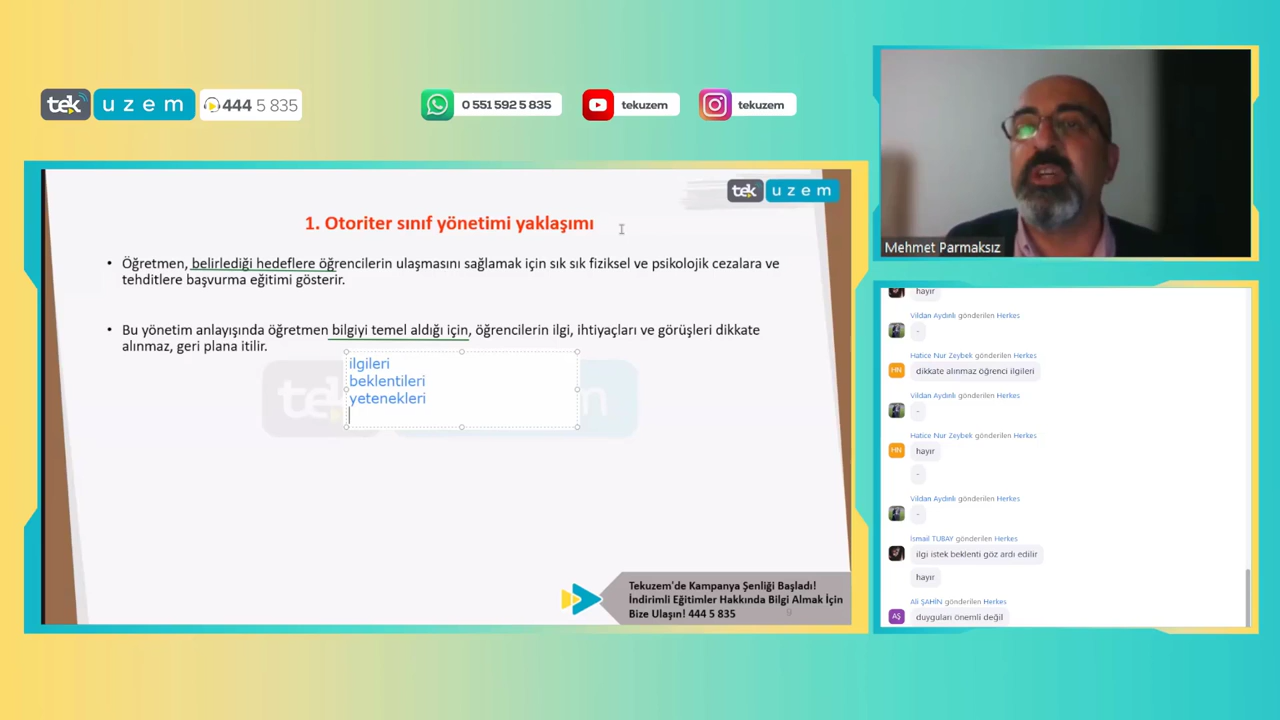 tek uzem 444 5 835
0 551 592 5 835
tekuzem
tekuzem
tek uzem
1. Otoriter sınıf yönetimi yaklaşımı
• Öğretmen, belirlediği hedeflere öğrencilerin ulaşmasını sağlamak için sık sık fiziksel ve psikolojik cezalara ve
tehditlere başvurma eğitimi gösterir.
• Bu yönetim anlayışında öğretmen bilgiyi temel aldığı için, öğrencilerin ilgi, ihtiyaçları ve görüşleri dikkate
alınmaz, geri plana itilir.
ilgileri
beklentileri
yetenekleri
Tekuzem'de Kampanya Şenliği Başladı!
İndirimli Eğitimler Hakkında Bilgi Almak İçin
Bize Ulaşın! 444 5 835
9
Mehmet Parmaksız
hayır
Vildan Aydınlı gönderilen Herkes
-
Hatice Nur Zeybek gönderilen Herkes
HN dikkate alınmaz öğrenci ilgileri
Vildan Aydınlı gönderilen Herkes
-
Hatice Nur Zeybek gönderilen Herkes
HN hayır
-
Vildan Aydınlı gönderilen Herkes
-
İsmail TUBAY gönderilen Herkes
ilgi istek beklenti göz ardı edilir
hayır
Ali ŞAHİN gönderilen Herkes
AŞ duyguları önemli değil